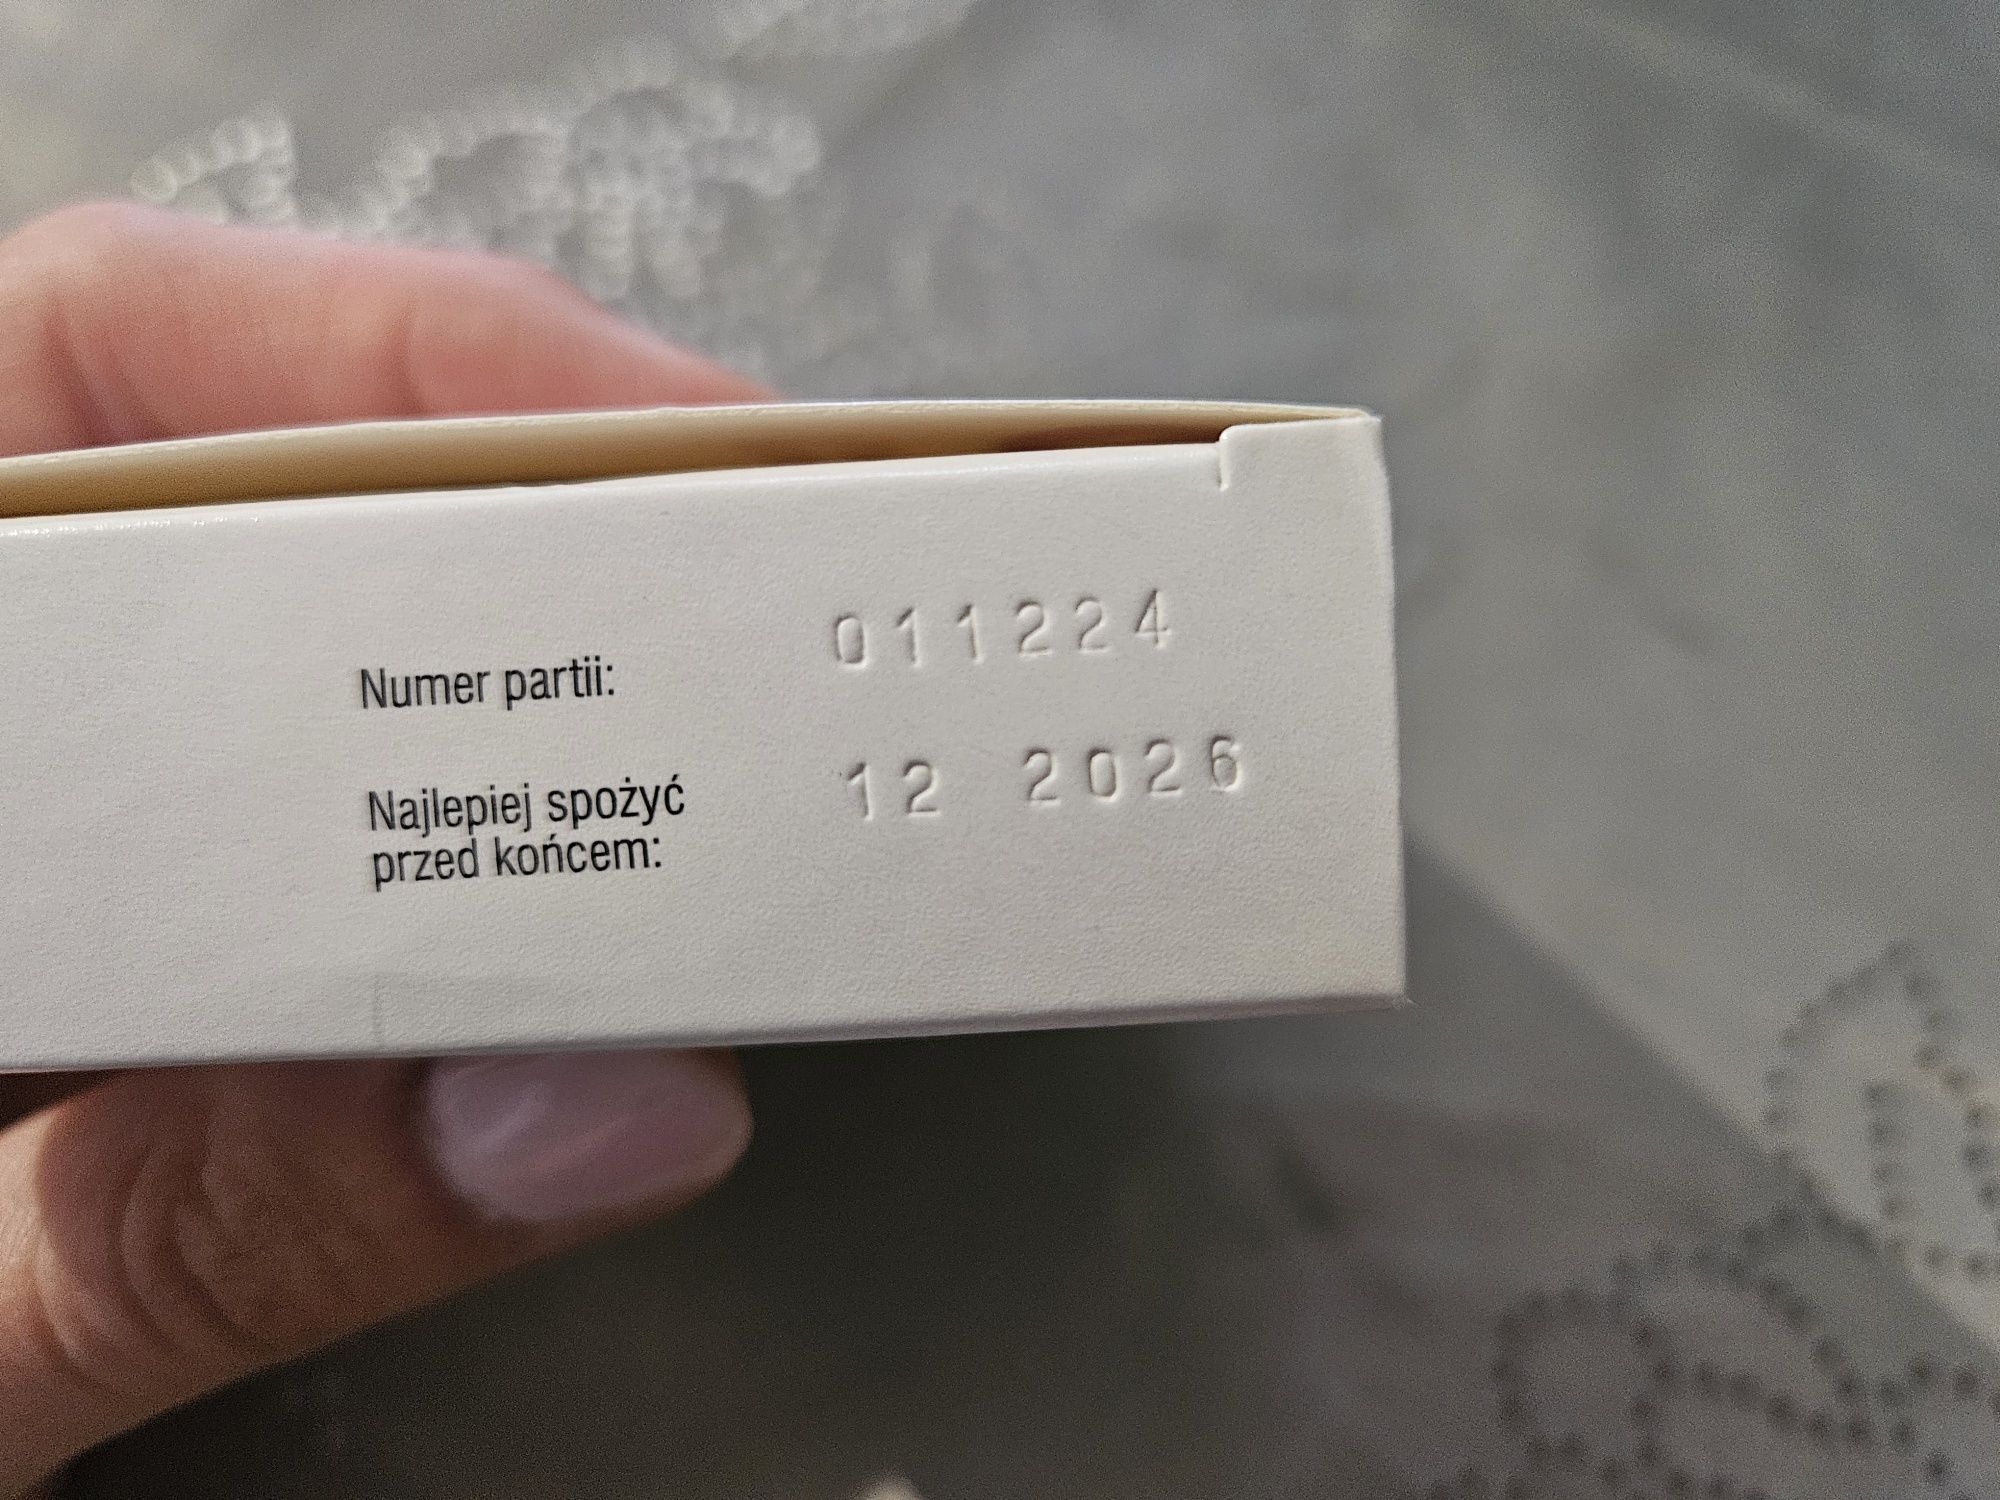 Numer partii: 011224
Najlepiej spożyć 12 2026
przed końcem: